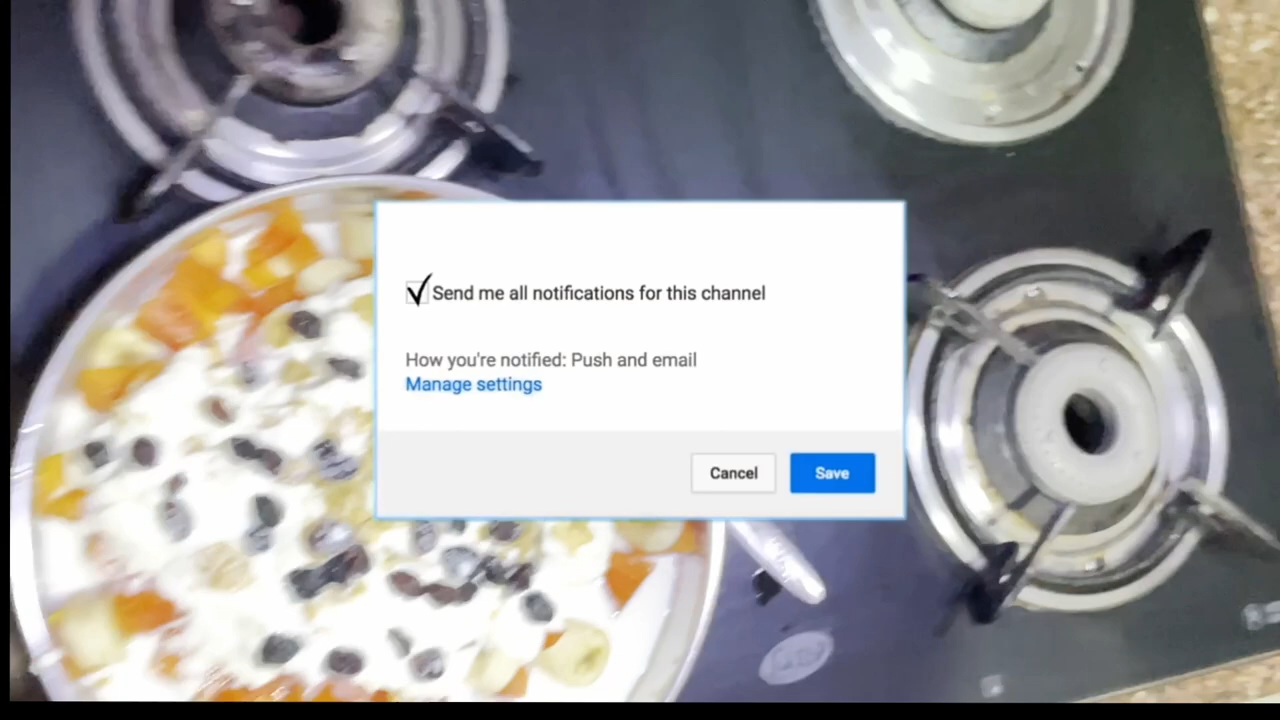 Send me all notifications for this channel
How you're notified: Push and email
Manage settings
Cancel
Save